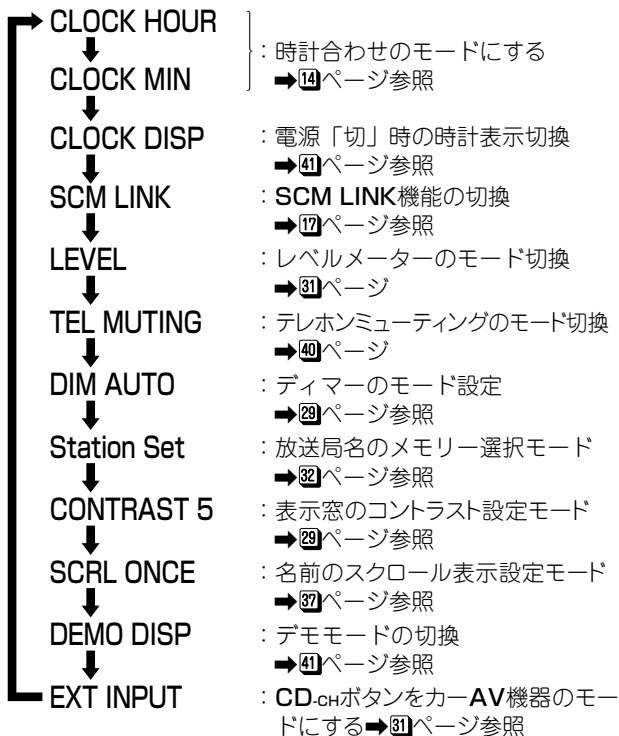 CLOCK HOUR
：時計合わせのモードにする
CLOCK MIN ➡14ページ参照
CLOCK DISP ：電源「切」時の時計表示切換
➡41ページ参照
SCM LINK ：SCM LINK機能の切換
➡17ページ参照
LEVEL ：レベルメーターのモード切換
➡31ページ
TEL MUTING ：テレホンミューティングのモード切換
➡40ページ
DIM AUTO ：ディマーのモード設定
➡29ページ参照
Station Set ：放送局名のメモリー選択モード
➡32ページ参照
CONTRAST 5 ：表示窓のコントラスト設定モード
➡29ページ参照
SCRL ONCE ：名前のスクロール表示設定モード
➡37ページ参照
DEMO DISP ：デモモードの切換
➡41ページ参照
EXT INPUT ：CD-CHボタンをカーAV機器のモー
ドにする➡31ページ参照